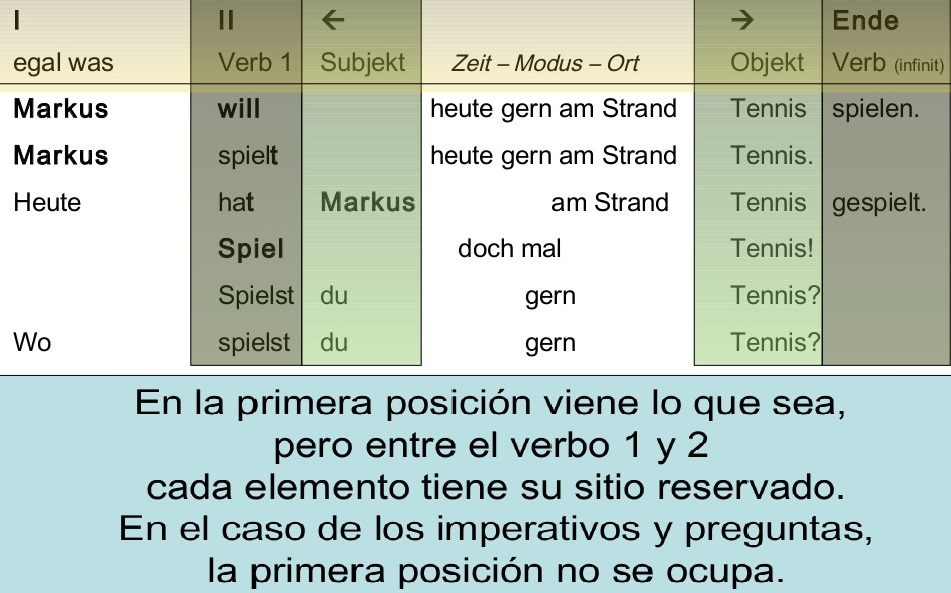 I II ← → Ende
egal was Verb 1 Subjekt Zeit – Modus – Ort Objekt Verb (infinit)
Markus will heute gern am Strand Tennis spielen.
Markus spielt heute gern am Strand Tennis.
Heute hat Markus am Strand Tennis gespielt.
Spiel doch mal Tennis!
Spielst du gern Tennis?
Wo spielst du gern Tennis?
En la primera posición viene lo que sea,
pero entre el verbo 1 y 2
cada elemento tiene su sitio reservado.
En el caso de los imperativos y preguntas,
la primera posición no se ocupa.